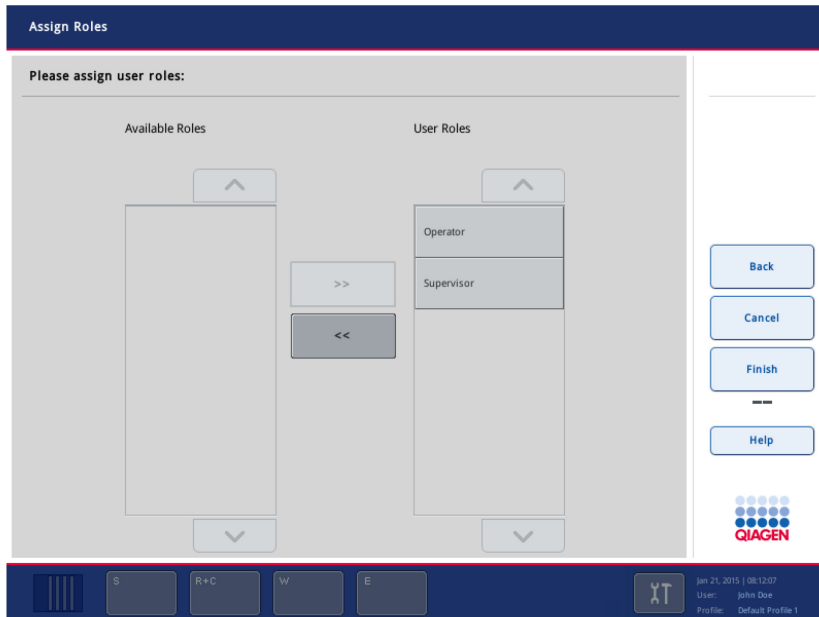 Assign Roles
Please assign user roles:
Available Roles
User Roles
Operator
Supervisor
>>
<<
Back
Cancel
Finish
Help
QIAGEN
S
R+C
W
E
Jan 21, 2015 | 08:12:07
User: John Doe
Profile: Default Profile 1